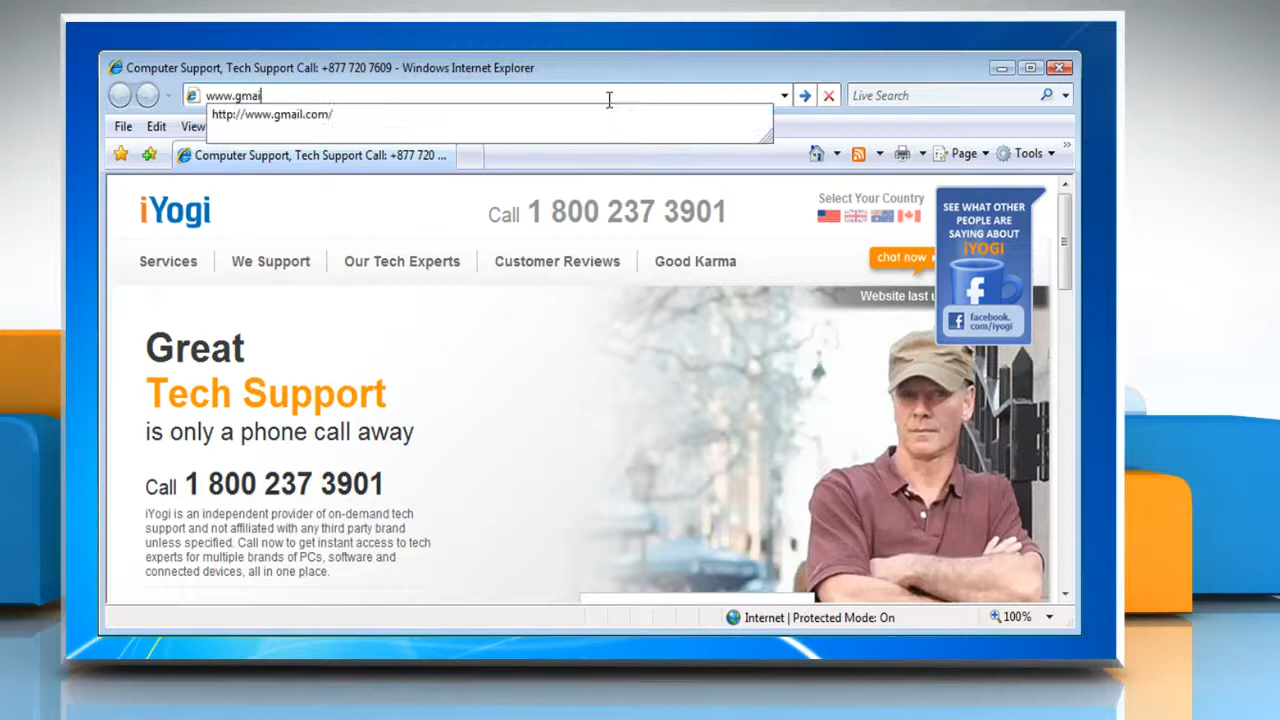 Computer Support, Tech Support Call: +877 720 7609 - Windows Internet Explorer
www.gmai
Live Search
http://www.gmail.com/
File Edit View
Computer Support, Tech Support Call: +877 720 ...
Page Tools
iYogi
Call 1 800 237 3901
Select Your Country
SEE WHAT OTHER
PEOPLE ARE
SAYING ABOUT
iYOGI
facebook.
com/iyogi
Services We Support Our Tech Experts Customer Reviews Good Karma
chat now
Website last u
Great
Tech Support
is only a phone call away
Call 1 800 237 3901
iYogi is an independent provider of on-demand tech
support and not affiliated with any third party brand
unless specified. Call now to get instant access to tech
experts for multiple brands of PCs, software and
connected devices, all in one place.
Internet | Protected Mode: On
100%